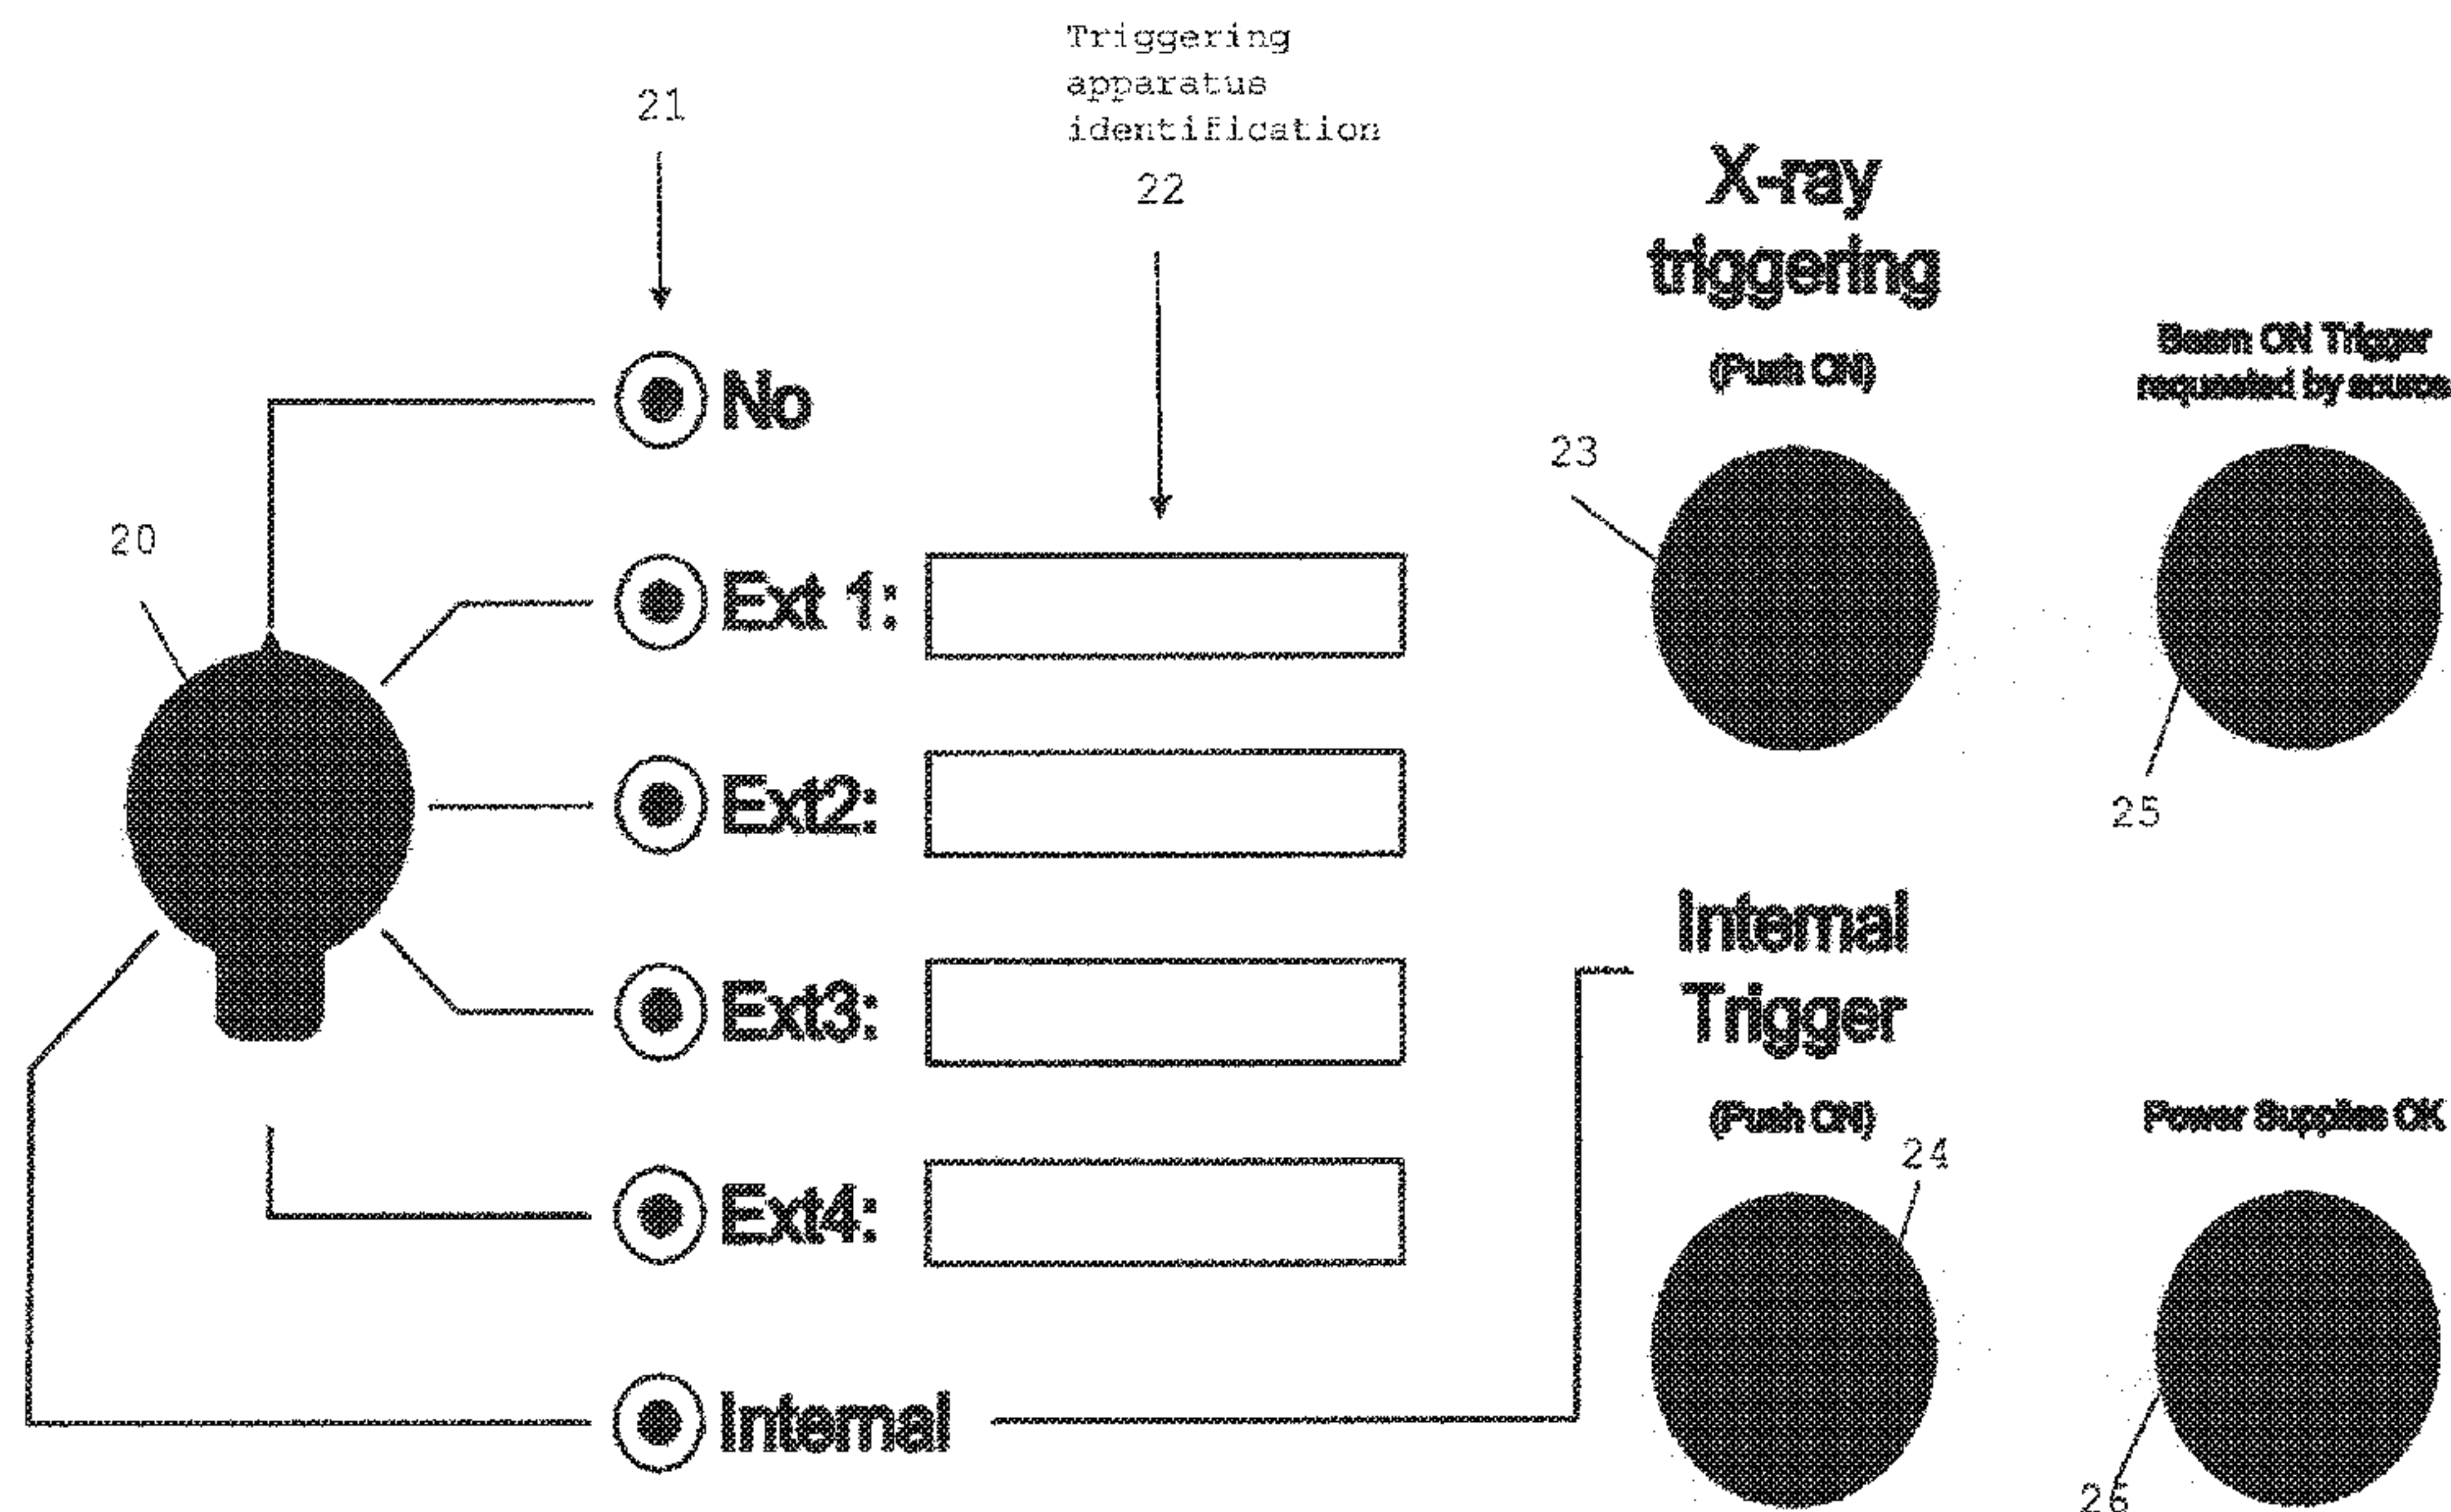 Triggering
apparatus
identification
21
22
X-ray
triggering
(Push ON)
Beam ON Trigger
requested by source
No
23
20
Ext 1:
Ext2:
25
Internal
Trigger
Ext3:
(Push ON)
Power Supplies OK
24
Ext4:
Internal
26